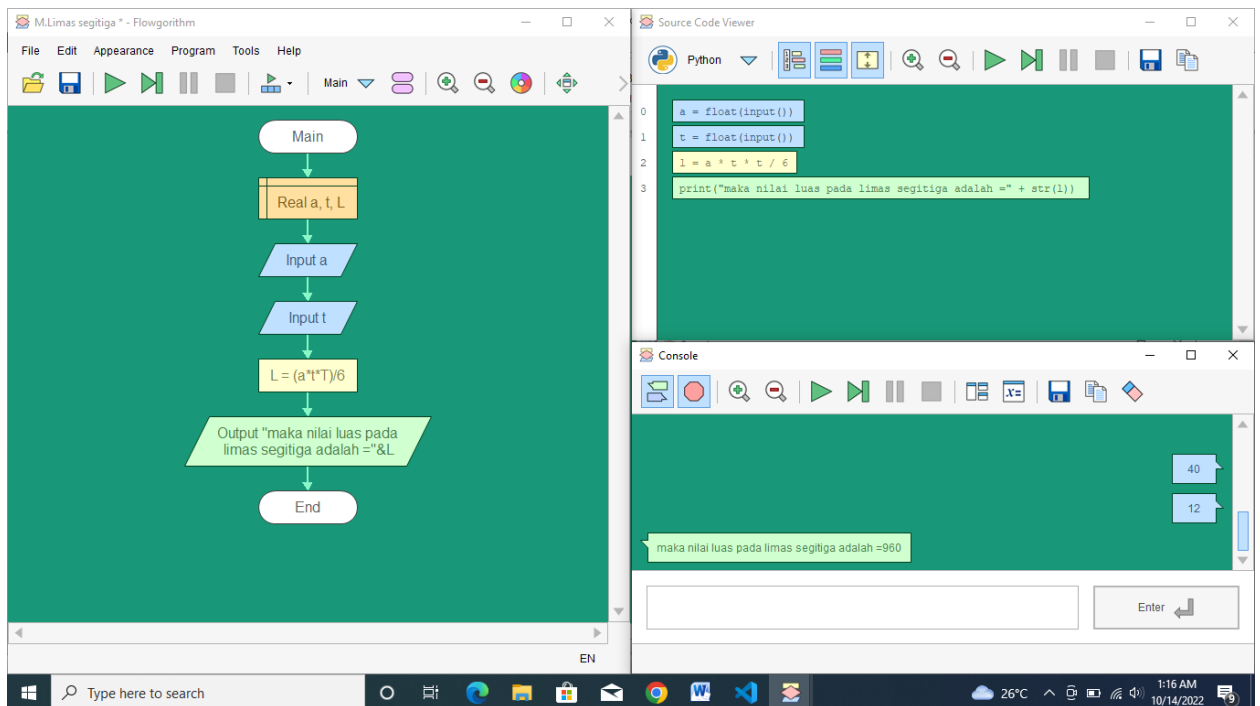 M.Limas segitiga * - Flowgorithm
File Edit Appearance Program Tools Help
Main
Main
Real a, t, L
Input a
Input t
L = (a*t*T)/6
Output "maka nilai luas pada
limas segitiga adalah ="&L
End
EN
Source Code Viewer
Python
0 a = float(input())
1 t = float(input())
2 l = a * t * t / 6
3 print("maka nilai luas pada limas segitiga adalah =" + str(l))
Console
x=
40
12
maka nilai luas pada limas segitiga adalah =960
Enter
Type here to search
26°C
1:16 AM
10/14/2022
9